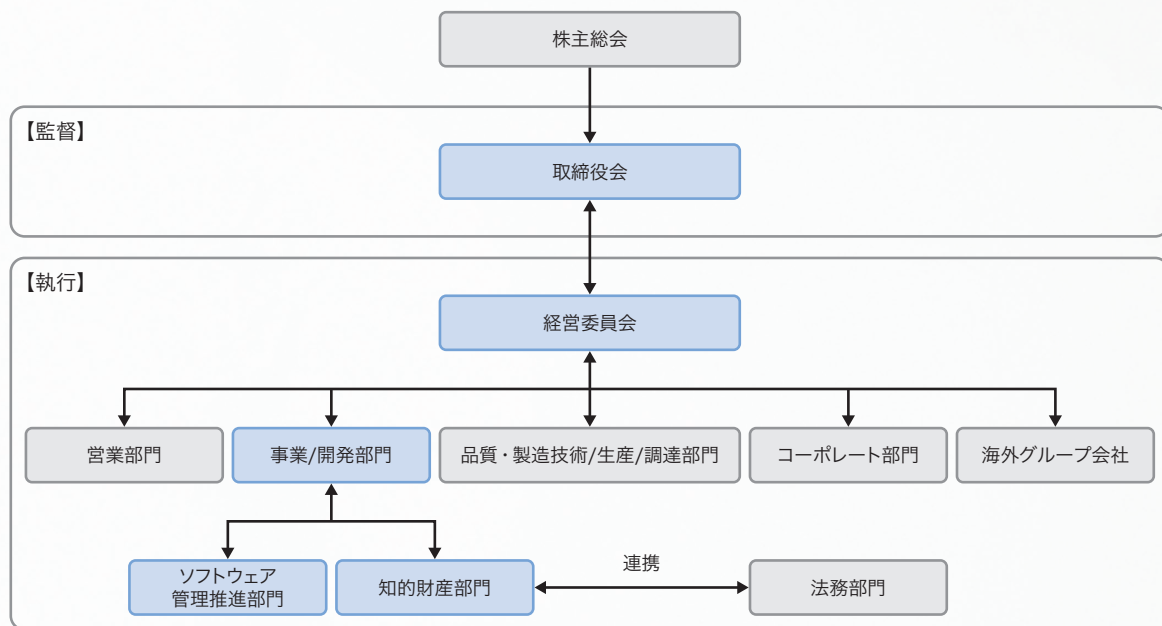 株主総会
【監督】
取締役会
【執行】
経営委員会
営業部門
事業/開発部門
品質・製造技術/生産/調達部門
コーポレート部門
海外グループ会社
ソフトウェア
管理推進部門
知的財産部門
連携
法務部門